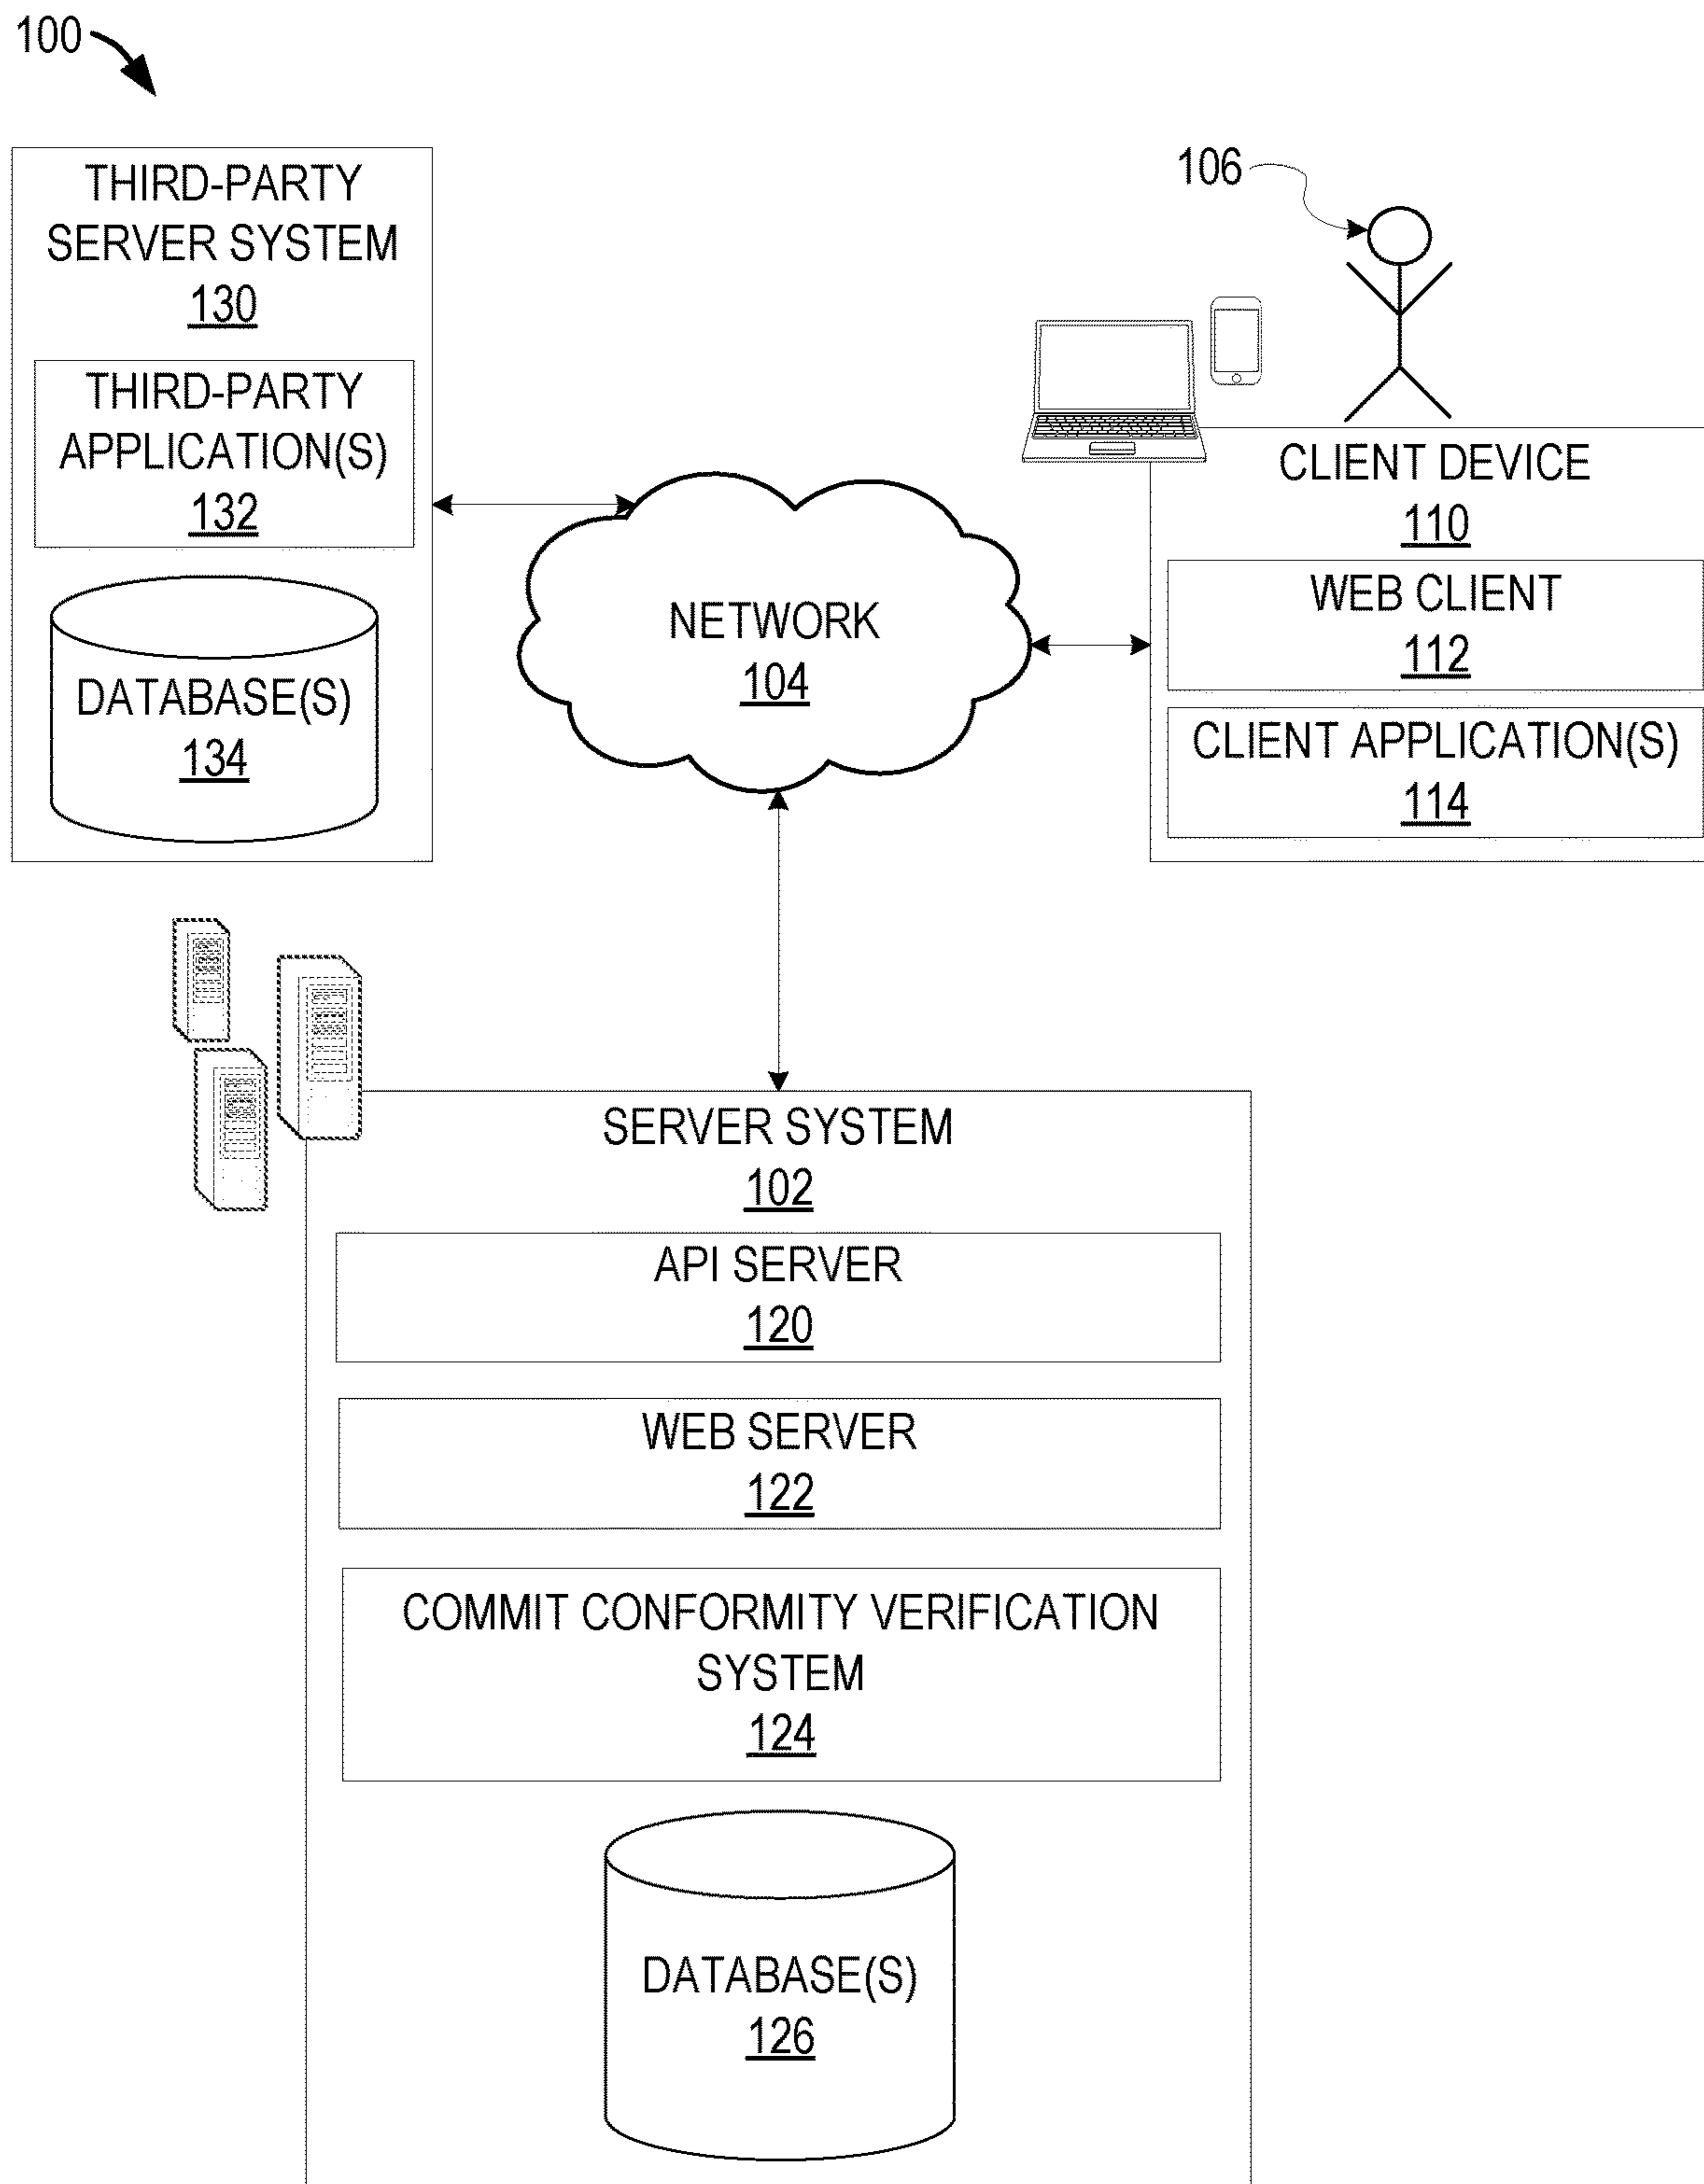 100
THIRD-PARTY
SERVER SYSTEM
130
THIRD-PARTY
APPLICATION(S)
132
DATABASE(S)
134
NETWORK
104
106
CLIENT DEVICE
110
WEB CLIENT
112
CLIENT APPLICATION(S)
114
SERVER SYSTEM
102
API SERVER
120
WEB SERVER
122
COMMIT CONFORMITY VERIFICATION
SYSTEM
124
DATABASE(S)
126